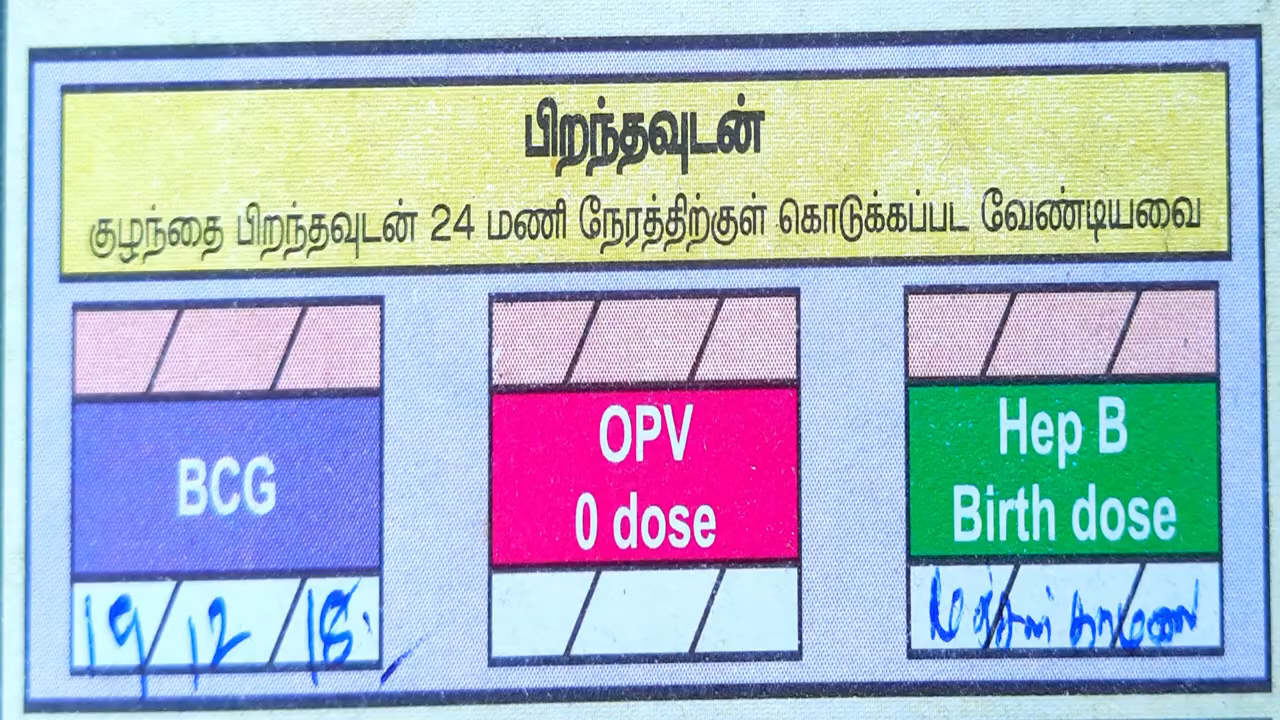 பிறந்தவுடன்
குழந்தை பிறந்தவுடன் 24 மணி நேரத்திற்குள் கொடுக்கப்பட வேண்டியவை
BCG
OPV
0 dose
Hep B
Birth dose
19/12/18